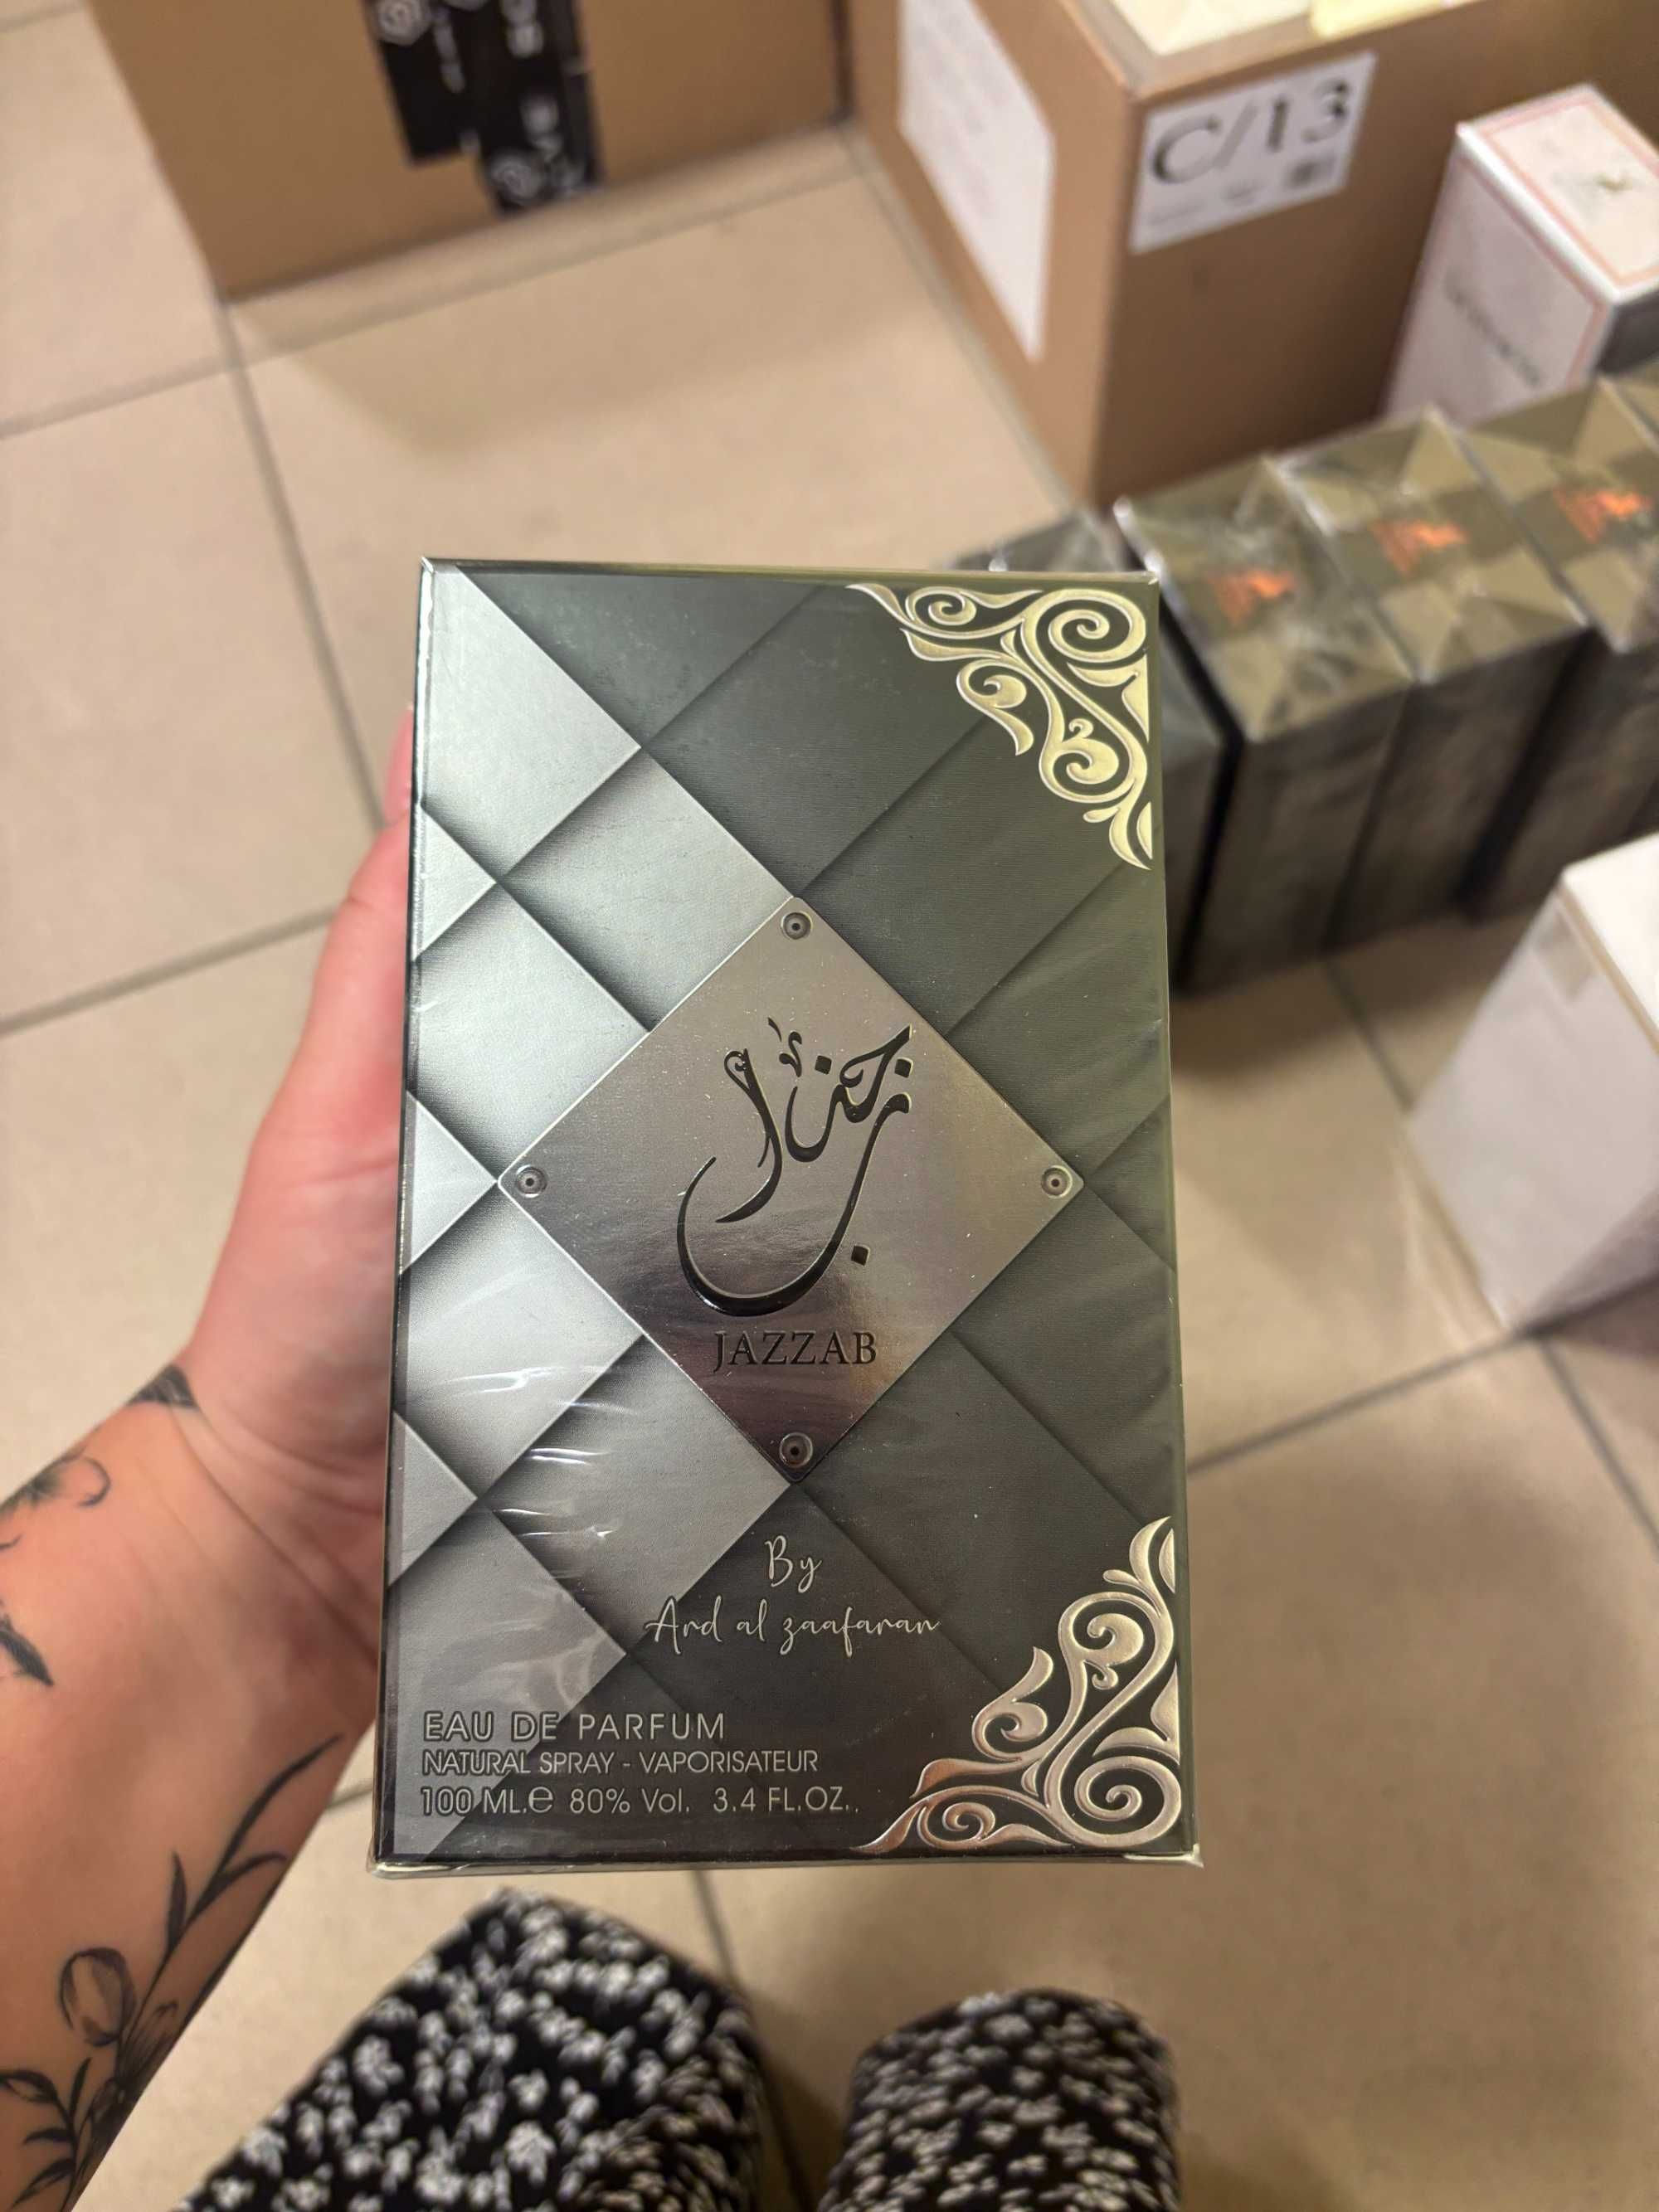 C/13
جذاب
JAZZAB
By
Ard al zaafaran
EAU DE PARFUM
NATURAL SPRAY - VAPORISATEUR
100 ML.e 80% Vol. 3.4 FL.OZ.